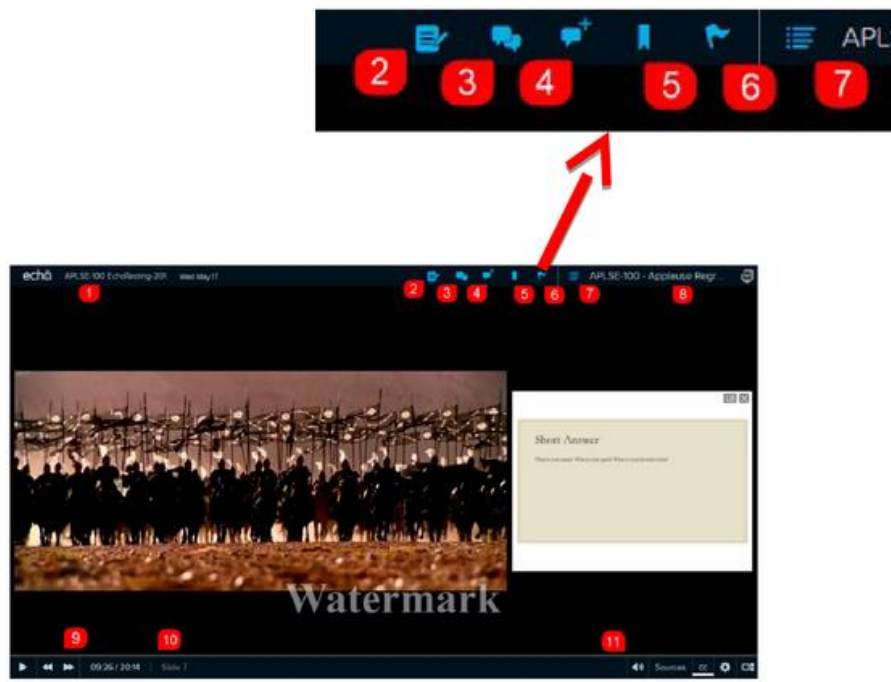 2 3 4 5 6 7 APLS
echo APLSE-100 EchoTesting-201 Wed May 11 APLSE-100 - Applause Regr...
1 2 3 4 5 6 7 8
Short Answer
Watermark
9 10 11
09:26 / 20:14 | Slide 7 Sources cc